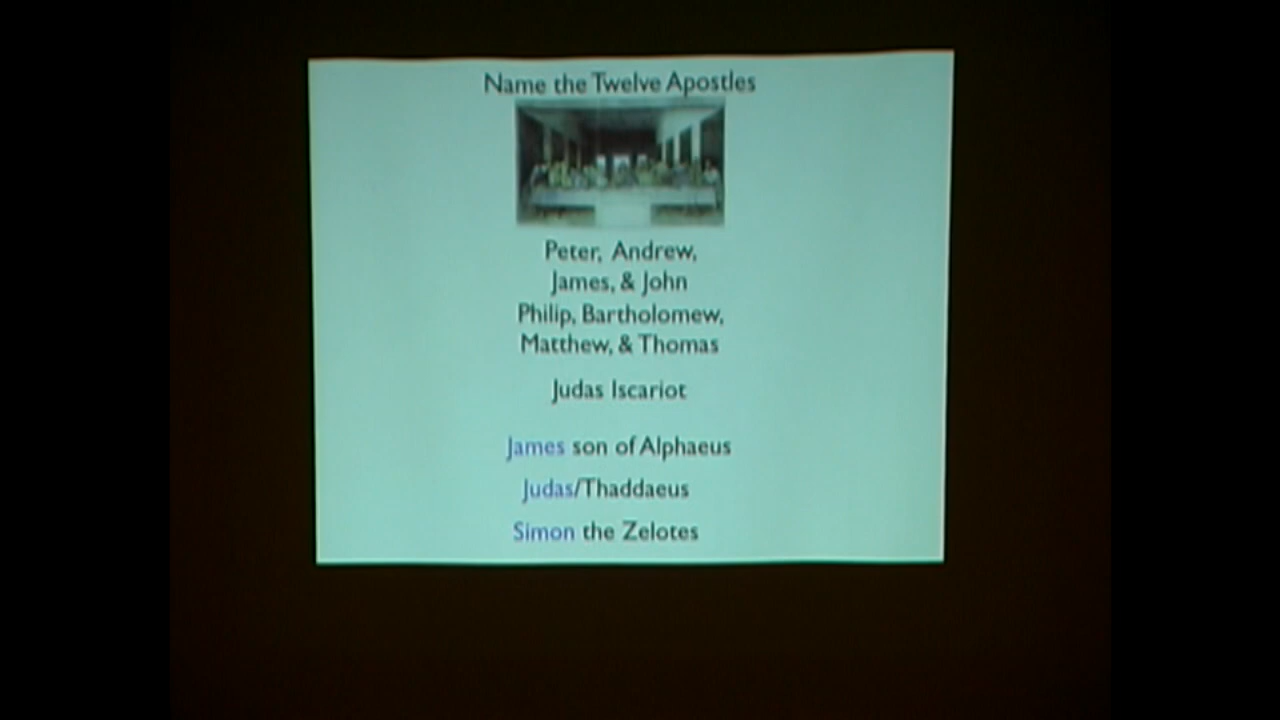 Name the Twelve Apostles
Peter, Andrew,
James, & John
Philip, Bartholomew,
Matthew, & Thomas
Judas Iscariot
James son of Alphaeus
Judas/Thaddaeus
Simon the Zelotes